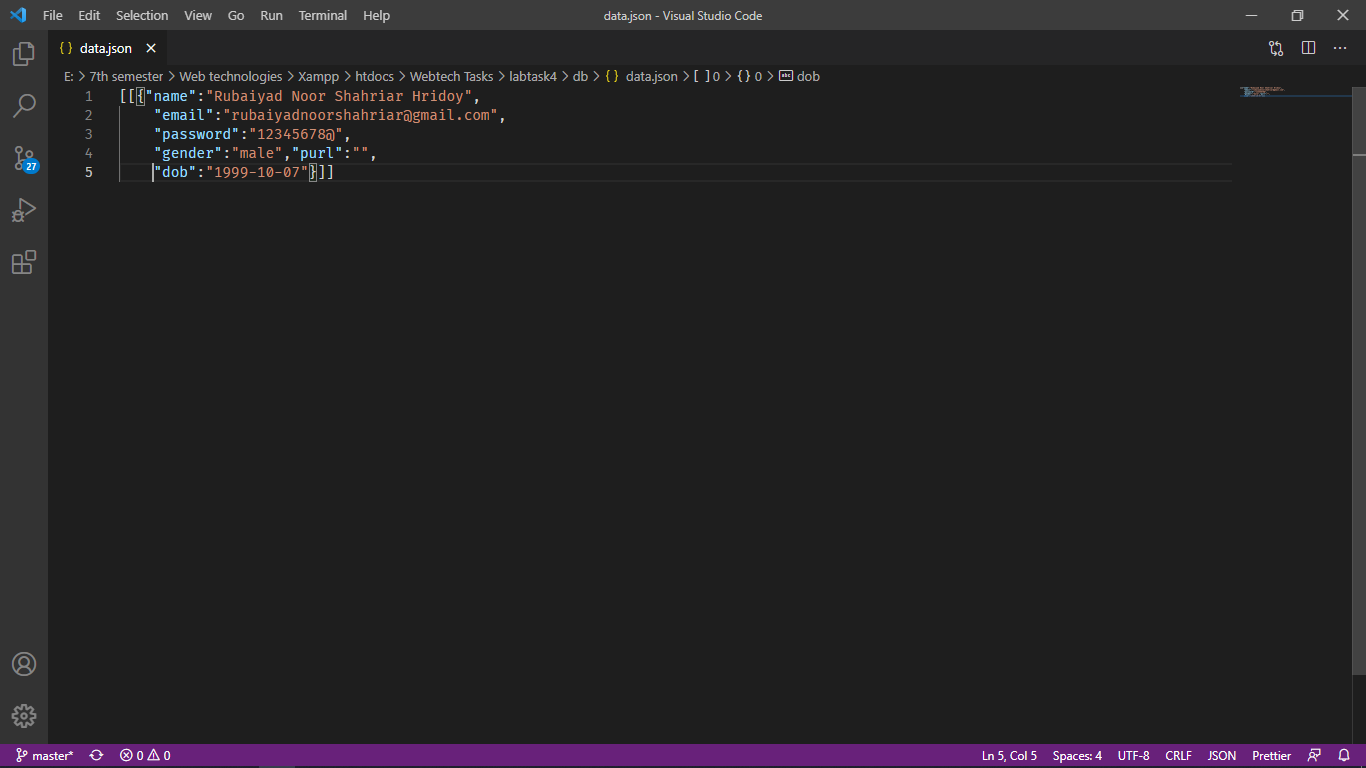 File Edit Selection View Go Run Terminal Help data.json - Visual Studio Code
{ } data.json
E: > 7th semester > Web technologies > Xampp > htdocs > Webtech Tasks > labtask4 > db > { } data.json > [ ] 0 > { } 0 > abc dob
1 [[{"name":"Rubaiyad Noor Shahriar Hridoy",
2 "email":"rubaiyadnoorshahriar@gmail.com",
3 "password":"12345678@",
4 "gender":"male","purl":"",
5 "dob":"1999-10-07"}]]
27
master* 0 0 Ln 5, Col 5 Spaces: 4 UTF-8 CRLF JSON Prettier